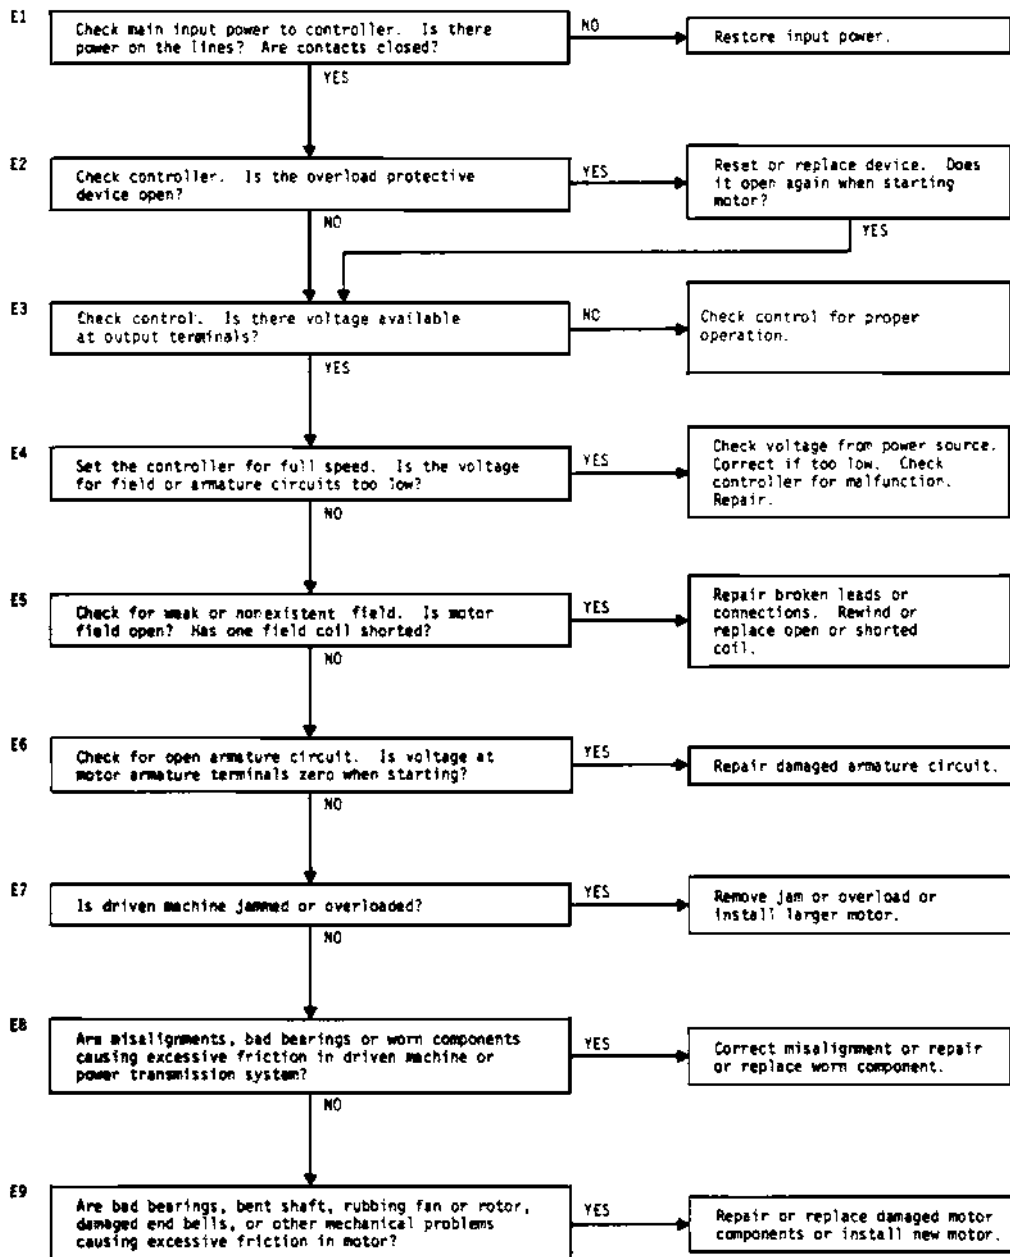 E1
Check main input power to controller. Is there
power on the lines? Are contacts closed?
NO
Restore input power.
YES
E2
Check controller. Is the overload protective
device open?
YES
Reset or replace device. Does
it open again when starting
motor?
NO
YES
E3
Check control. Is there voltage available
at output terminals?
NO
Check control for proper
operation.
YES
E4
Set the controller for full speed. Is the voltage
for field or armature circuits too low?
YES
Check voltage from power source.
Correct if too low. Check
controller for malfunction.
Repair.
NO
E5
Check for weak or nonexistent field. Is motor
field open? Has one field coil shorted?
YES
Repair broken leads or
connections. Rewind or
replace open or shorted
coil.
NO
E6
Check for open armature circuit. Is voltage at
motor armature terminals zero when starting?
YES
Repair damaged armature circuit.
NO
E7
Is driven machine jammed or overloaded?
YES
Remove jam or overload or
install larger motor.
NO
E8
Are misalignments, bad bearings or worn components
causing excessive friction in driven machine or
power transmission system?
YES
Correct misalignment or repair
or replace worn component.
NO
E9
Are bad bearings, bent shaft, rubbing fan or rotor,
damaged end bells, or other mechanical problems
causing excessive friction in motor?
YES
Repair or replace damaged motor
components or install new motor.